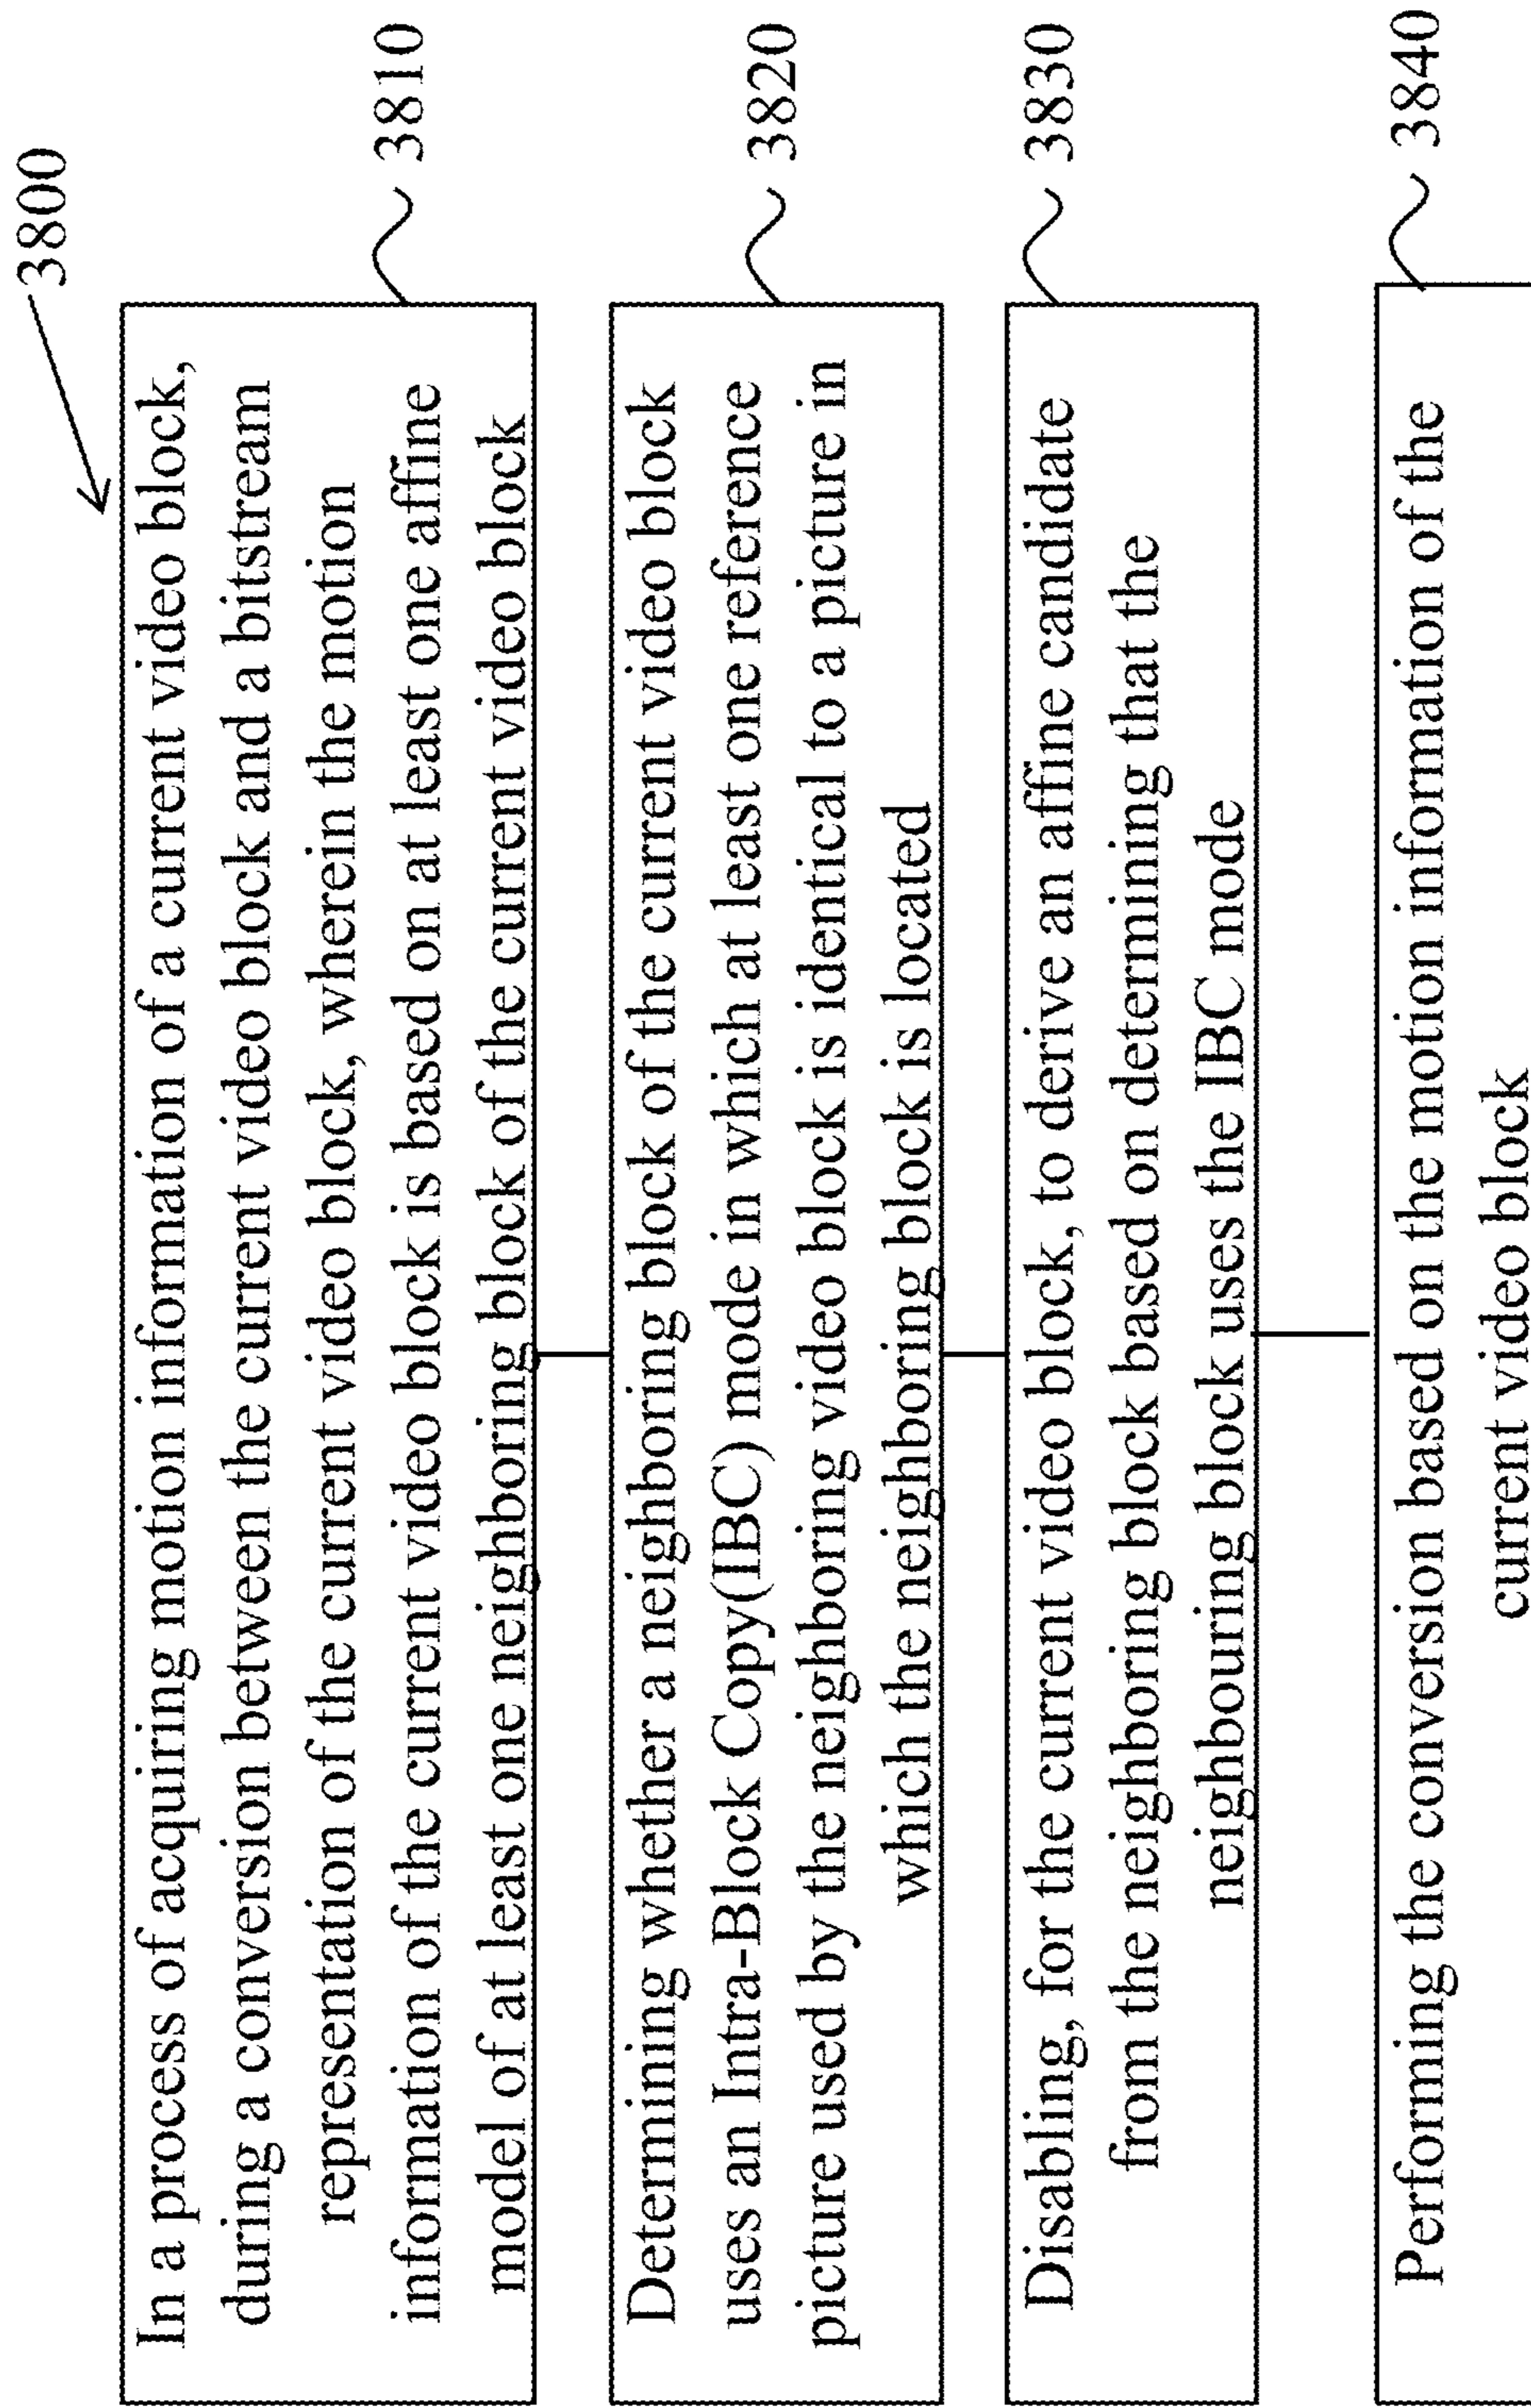 3800
In a process of acquiring motion information of a current video block,
during a conversion between the current video block and a bitstream
representation of the current video block, wherein the motion
information of the current video block is based on at least one affine
model of at least one neighboring block of the current video block
3810
Determining whether a neighboring block of the current video block
uses an Intra-Block Copy(IBC) mode in which at least one reference
picture used by the neighboring video block is identical to a picture in
which the neighboring block is located
3820
Disabling, for the current video block, to derive an affine candidate
from the neighboring block based on determining that the
neighbouring block uses the IBC mode
3830
Performing the conversion based on the motion information of the
current video block
3840